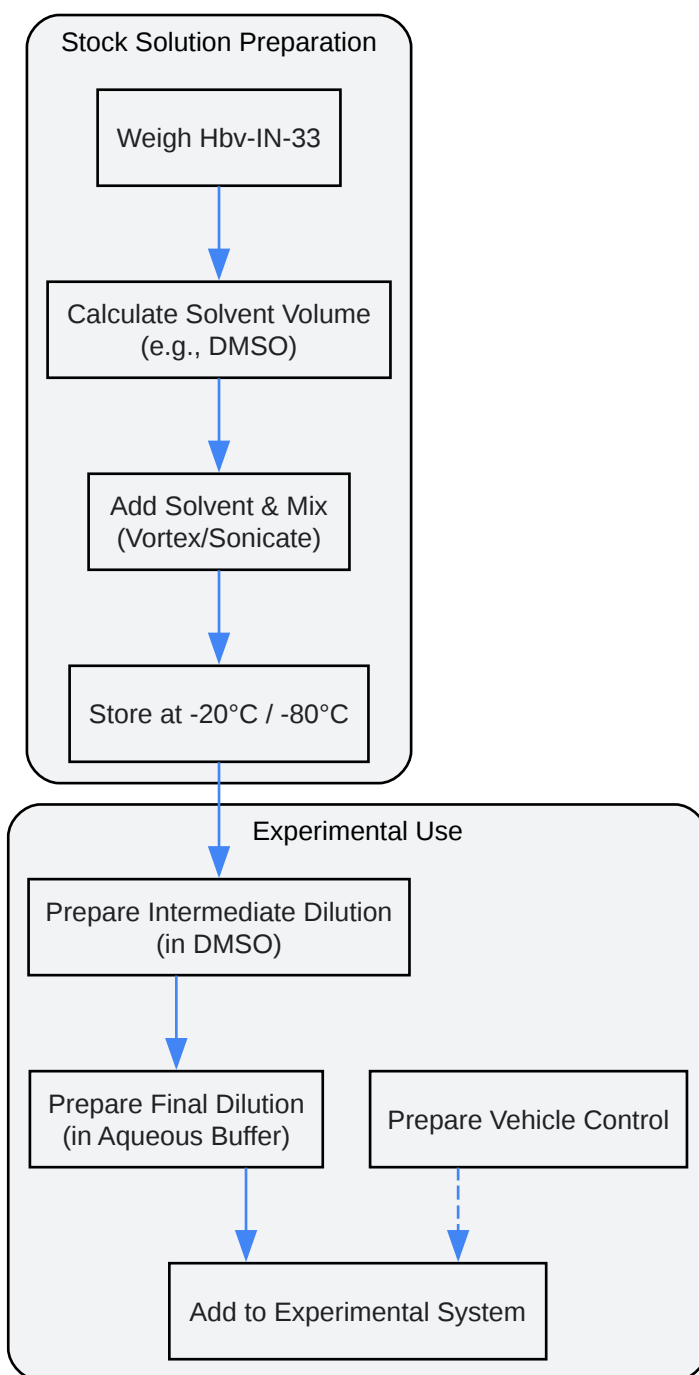 Stock Solution Preparation
Weigh Hbv-IN-33
Calculate Solvent Volume
(e.g., DMSO)
Add Solvent & Mix
(Vortex/Sonicate)
Store at -20°C / -80°C
Experimental Use
Prepare Intermediate Dilution
(in DMSO)
Prepare Final Dilution
(in Aqueous Buffer)
Prepare Vehicle Control
Add to Experimental System